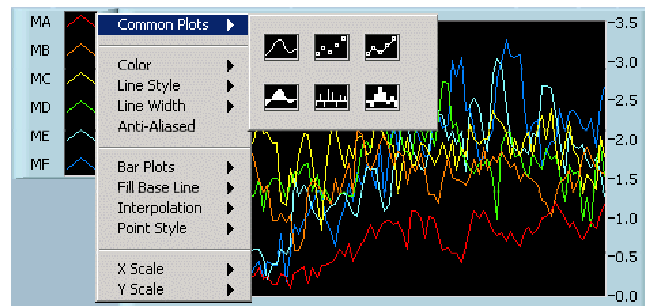 MA
MB
MC
MD
ME
MF
Common Plots
Color
Line Style
Line Width
Anti-Aliased
Bar Plots
Fill Base Line
Interpolation
Point Style
X Scale
Y Scale
3.5
3.0
2.5
2.0
1.5
1.0
0.5
0.0